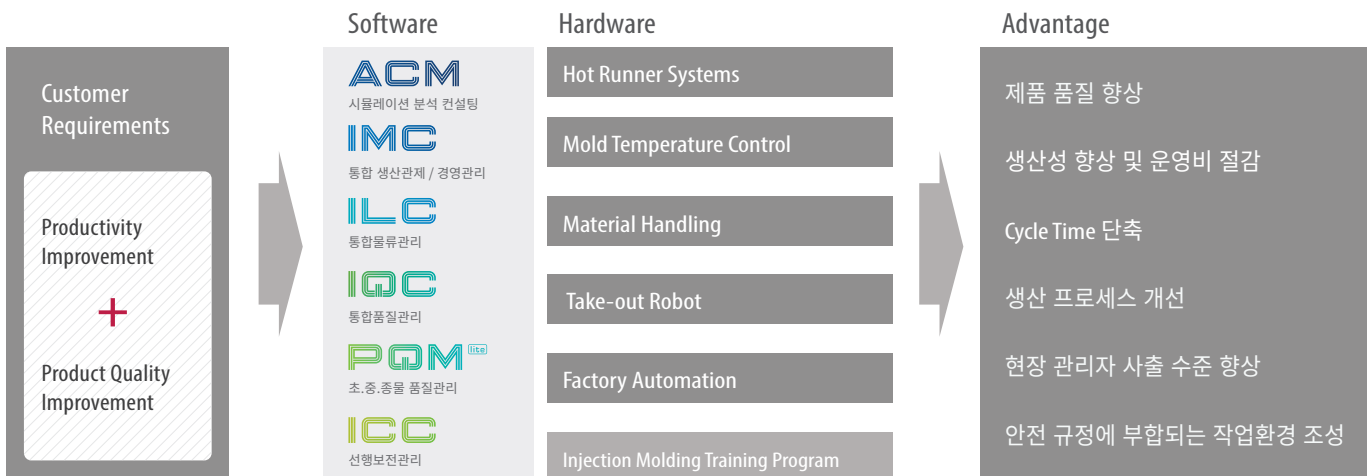 Customer
Requirements
Productivity
Improvement
+
Product Quality
Improvement
Software
ACM
시뮬레이션 분석 컨설팅
IMC
통합 생산관제 / 경영관리
ILC
통합물류관리
IQC
통합품질관리
PQM lite
초.중.종물 품질관리
ICC
선행보전관리
Hardware
Hot Runner Systems
Mold Temperature Control
Material Handling
Take-out Robot
Factory Automation
Injection Molding Training Program
Advantage
제품 품질 향상
생산성 향상 및 운영비 절감
Cycle Time 단축
생산 프로세스 개선
현장 관리자 사출 수준 향상
안전 규정에 부합되는 작업환경 조성